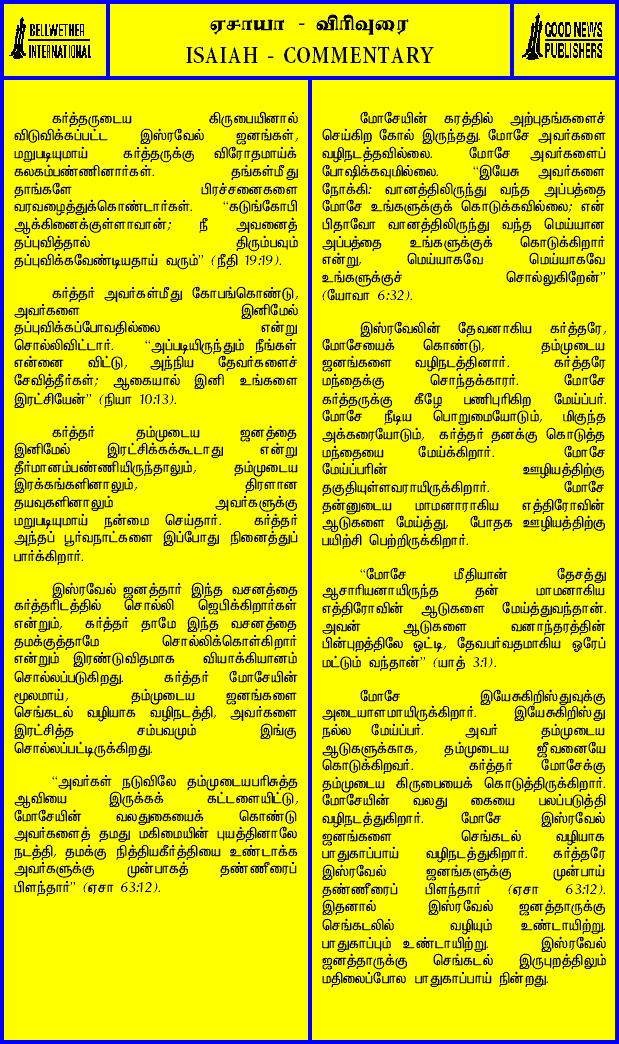 BELLWETHER
INTERNATIONAL
ஏசாயா - விரிவுரை
ISAIAH - COMMENTARY
GOOD NEWS
PUBLISHERS
கர்த்தருடைய கிருபையினால்
விடுவிக்கப்பட்ட இஸ்ரவேல் ஜனங்கள்,
மறுபடியுமாய் கர்த்தருக்கு விரோதமாய்க்
கலகம்பண்ணினார்கள். தங்கள்மீது
தாங்களே பிரச்சனைகளை
வரவழைத்துக்கொண்டார்கள். “கடுங்கோபி
ஆக்கினைக்குள்ளாவான்; நீ அவனைத்
தப்புவித்தால் திரும்பவும்
தப்புவிக்கவேண்டியதாய் வரும்” (நீதி 19:19).
கர்த்தர் அவர்கள்மீது கோபங்கொண்டு,
அவர்களை இனிமேல்
தப்புவிக்கப்போவதில்லை என்று
சொல்லிவிட்டார். “அப்படியிருந்தும் நீங்கள்
என்னை விட்டு, அந்நிய தேவர்களைச்
சேவித்தீர்கள்; ஆகையால் இனி உங்களை
இரட்சியேன்” (நியா 10:13).
கர்த்தர் தம்முடைய ஜனத்தை
இனிமேல் இரட்சிக்கக்கூடாது என்று
தீர்மானம்பண்ணியிருந்தாலும், தம்முடைய
இரக்கங்களினாலும், திரளான
தயவுகளினாலும் அவர்களுக்கு
மறுபடியுமாய் நன்மை செய்தார். கர்த்தர்
அந்தப் பூர்வநாட்களை இப்போது நினைத்துப்
பார்க்கிறார்.
இஸ்ரவேல் ஜனத்தார் இந்த வசனத்தை
கர்த்தரிடத்தில் சொல்லி ஜெபிக்கிறார்கள்
என்றும், கர்த்தர் தாமே இந்த வசனத்தை
தமக்குத்தாமே சொல்லிக்கொள்கிறார்
என்றும் இரண்டுவிதமாக வியாக்கியானம்
சொல்லப்படுகிறது. கர்த்தர் மோசேயின்
மூலமாய், தம்முடைய ஜனங்களை
செங்கடல் வழியாக வழிநடத்தி, அவர்களை
இரட்சித்த சம்பவமும் இங்கு
சொல்லப்பட்டிருக்கிறது.
“அவர்கள் நடுவிலே தம்முடையபரிசுத்த
ஆவியை இருக்கக் கட்டளையிட்டு,
மோசேயின் வலதுகையைக் கொண்டு
அவர்களைத் தமது மகிமையின் புயத்தினாலே
நடத்தி, தமக்கு நித்தியகீர்த்தியை உண்டாக்க
அவர்களுக்கு முன்பாகத் தண்ணீரைப்
பிளந்தார்” (ஏசா 63:12).
மோசேயின் கரத்தில் அற்புதங்களைச்
செய்கிற கோல் இருந்தது. மோசே அவர்களை
வழிநடத்தவில்லை. மோசே அவர்களைப்
போஷிக்கவுமில்லை. “இயேசு அவர்களை
நோக்கி: வானத்திலிருந்து வந்த அப்பத்தை
மோசே உங்களுக்குக் கொடுக்கவில்லை; என்
பிதாவோ வானத்திலிருந்து வந்த மெய்யான
அப்பத்தை உங்களுக்குக் கொடுக்கிறார்
என்று, மெய்யாகவே மெய்யாகவே
உங்களுக்குச் சொல்லுகிறேன்”
(யோவா 6:32).
இஸ்ரவேலின் தேவனாகிய கர்த்தரே,
மோசேயைக் கொண்டு, தம்முடைய
ஜனங்களை வழிநடத்தினார். கர்த்தரே
மந்தைக்கு சொந்தக்காரர். மோசே
கர்த்தருக்கு கீழே பணிபுரிகிற மேய்ப்பர்.
மோசே நீடிய பொறுமையோடும், மிகுந்த
அக்கரையோடும், கர்த்தர் தனக்கு கொடுத்த
மந்தையை மேய்க்கிறார். மோசே
மேய்ப்பரின் ஊழியத்திற்கு
தகுதியுள்ளவராயிருக்கிறார். மோசே
தன்னுடைய மாமனாராகிய எத்திரோவின்
ஆடுகளை மேய்த்து, போதக ஊழியத்திற்கு
பயிற்சி பெற்றிருக்கிறார்.
“மோசே மீதியான் தேசத்து
ஆசாரியனாயிருந்த தன் மாமனாகிய
எத்திரோவின் ஆடுகளை மேய்த்துவந்தான்.
அவன் ஆடுகளை வனாந்தரத்தின்
பின்புறத்திலே ஓட்டி, தேவபர்வதமாகிய ஓரேப்
மட்டும் வந்தான்” (யாத் 3:1).
மோசே இயேசுகிறிஸ்துவுக்கு
அடையாளமாயிருக்கிறார். இயேசுகிறிஸ்து
நல்ல மேய்ப்பர். அவர் தம்முடைய
ஆடுகளுக்காக, தம்முடைய ஜீவனையே
கொடுக்கிறவர். கர்த்தர் மோசேக்கு
தம்முடைய கிருபையைக் கொடுத்திருக்கிறார்.
மோசேயின் வலது கையை பலப்படுத்தி
வழிநடத்துகிறார். மோசே இஸ்ரவேல்
ஜனங்களை செங்கடல் வழியாக
பாதுகாப்பாய் வழிநடத்துகிறார். கர்த்தரே
இஸ்ரவேல் ஜனங்களுக்கு முன்பாய்
தண்ணீரைப் பிளந்தார் (ஏசா 63:12).
இதனால் இஸ்ரவேல் ஜனத்தாருக்கு
செங்கடலில் வழியும் உண்டாயிற்று.
பாதுகாப்பும் உண்டாயிற்று. இஸ்ரவேல்
ஜனத்தாருக்கு செங்கடல் இருபுறத்திலும்
மதிலைப்போல பாதுகாப்பாய் நின்றது.